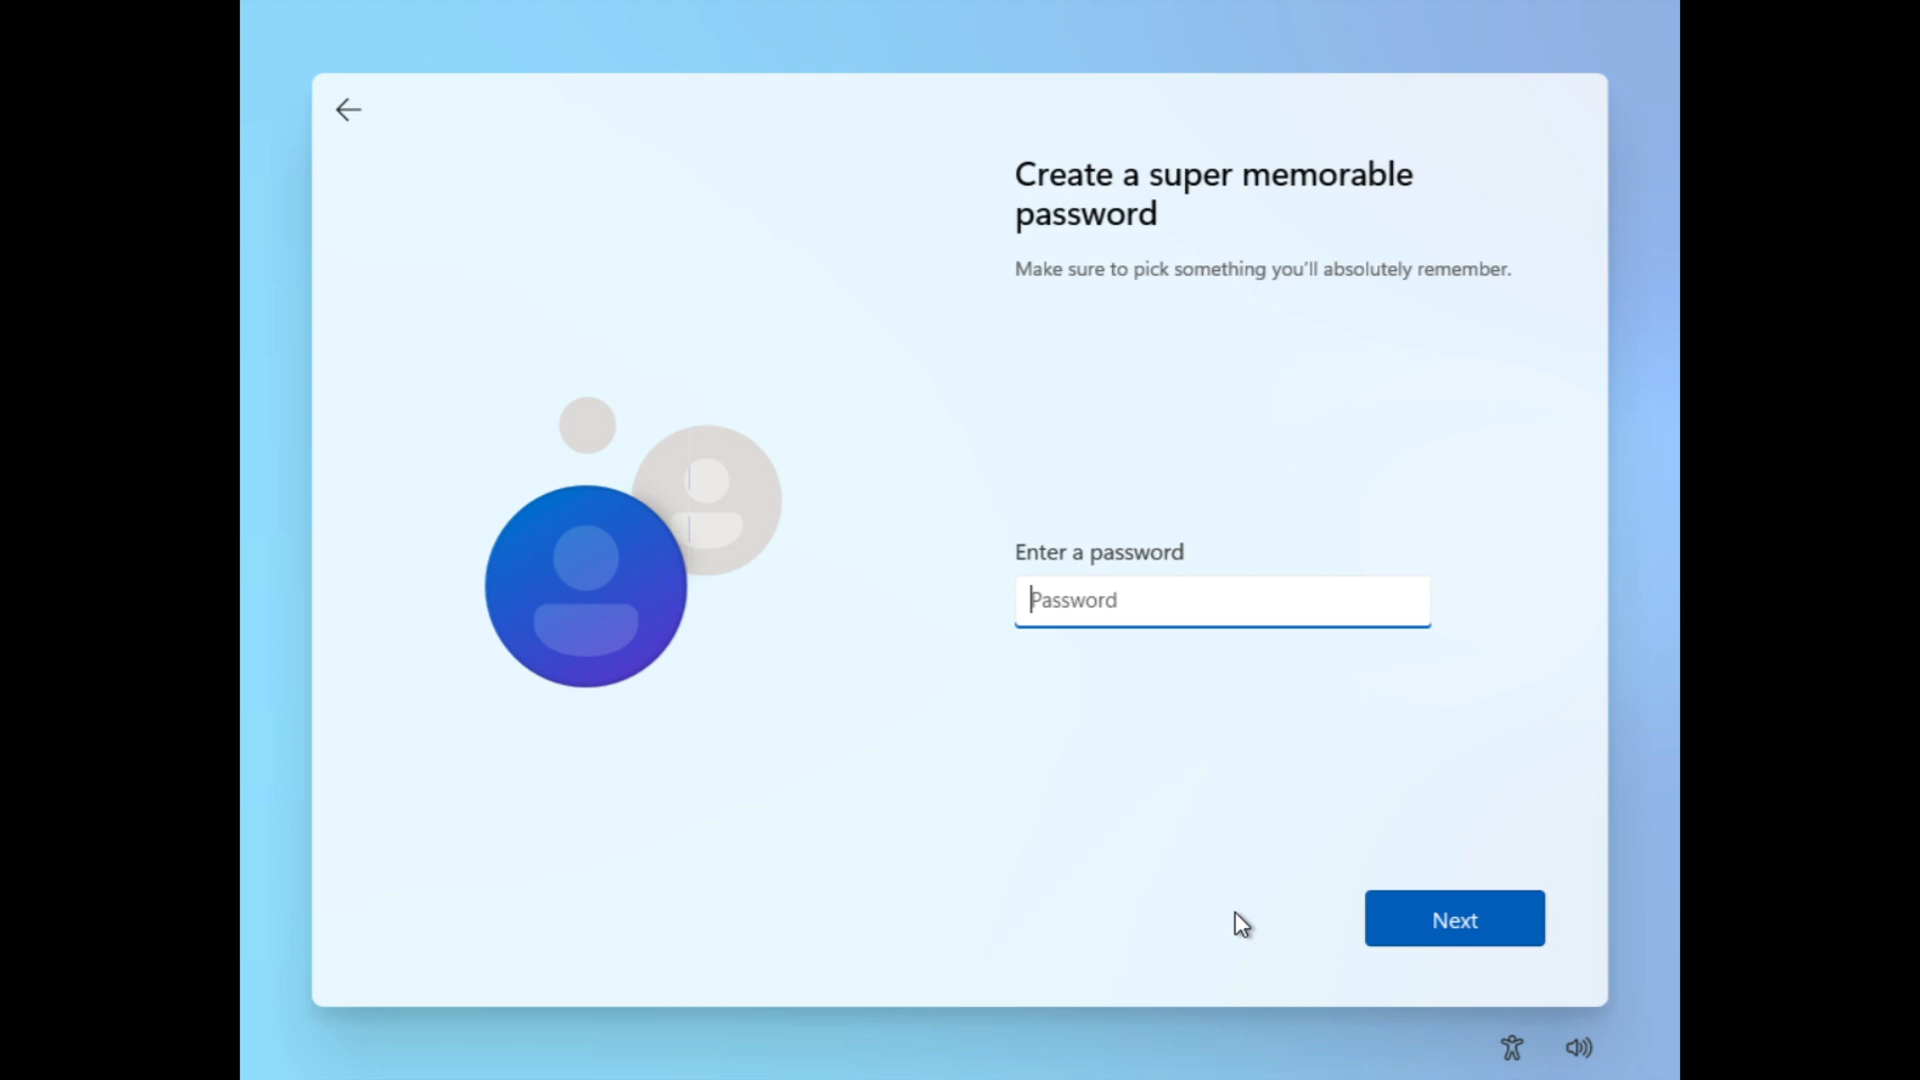 Create a super memorable
password
Make sure to pick something you’ll absolutely remember.
Enter a password
Password
Next